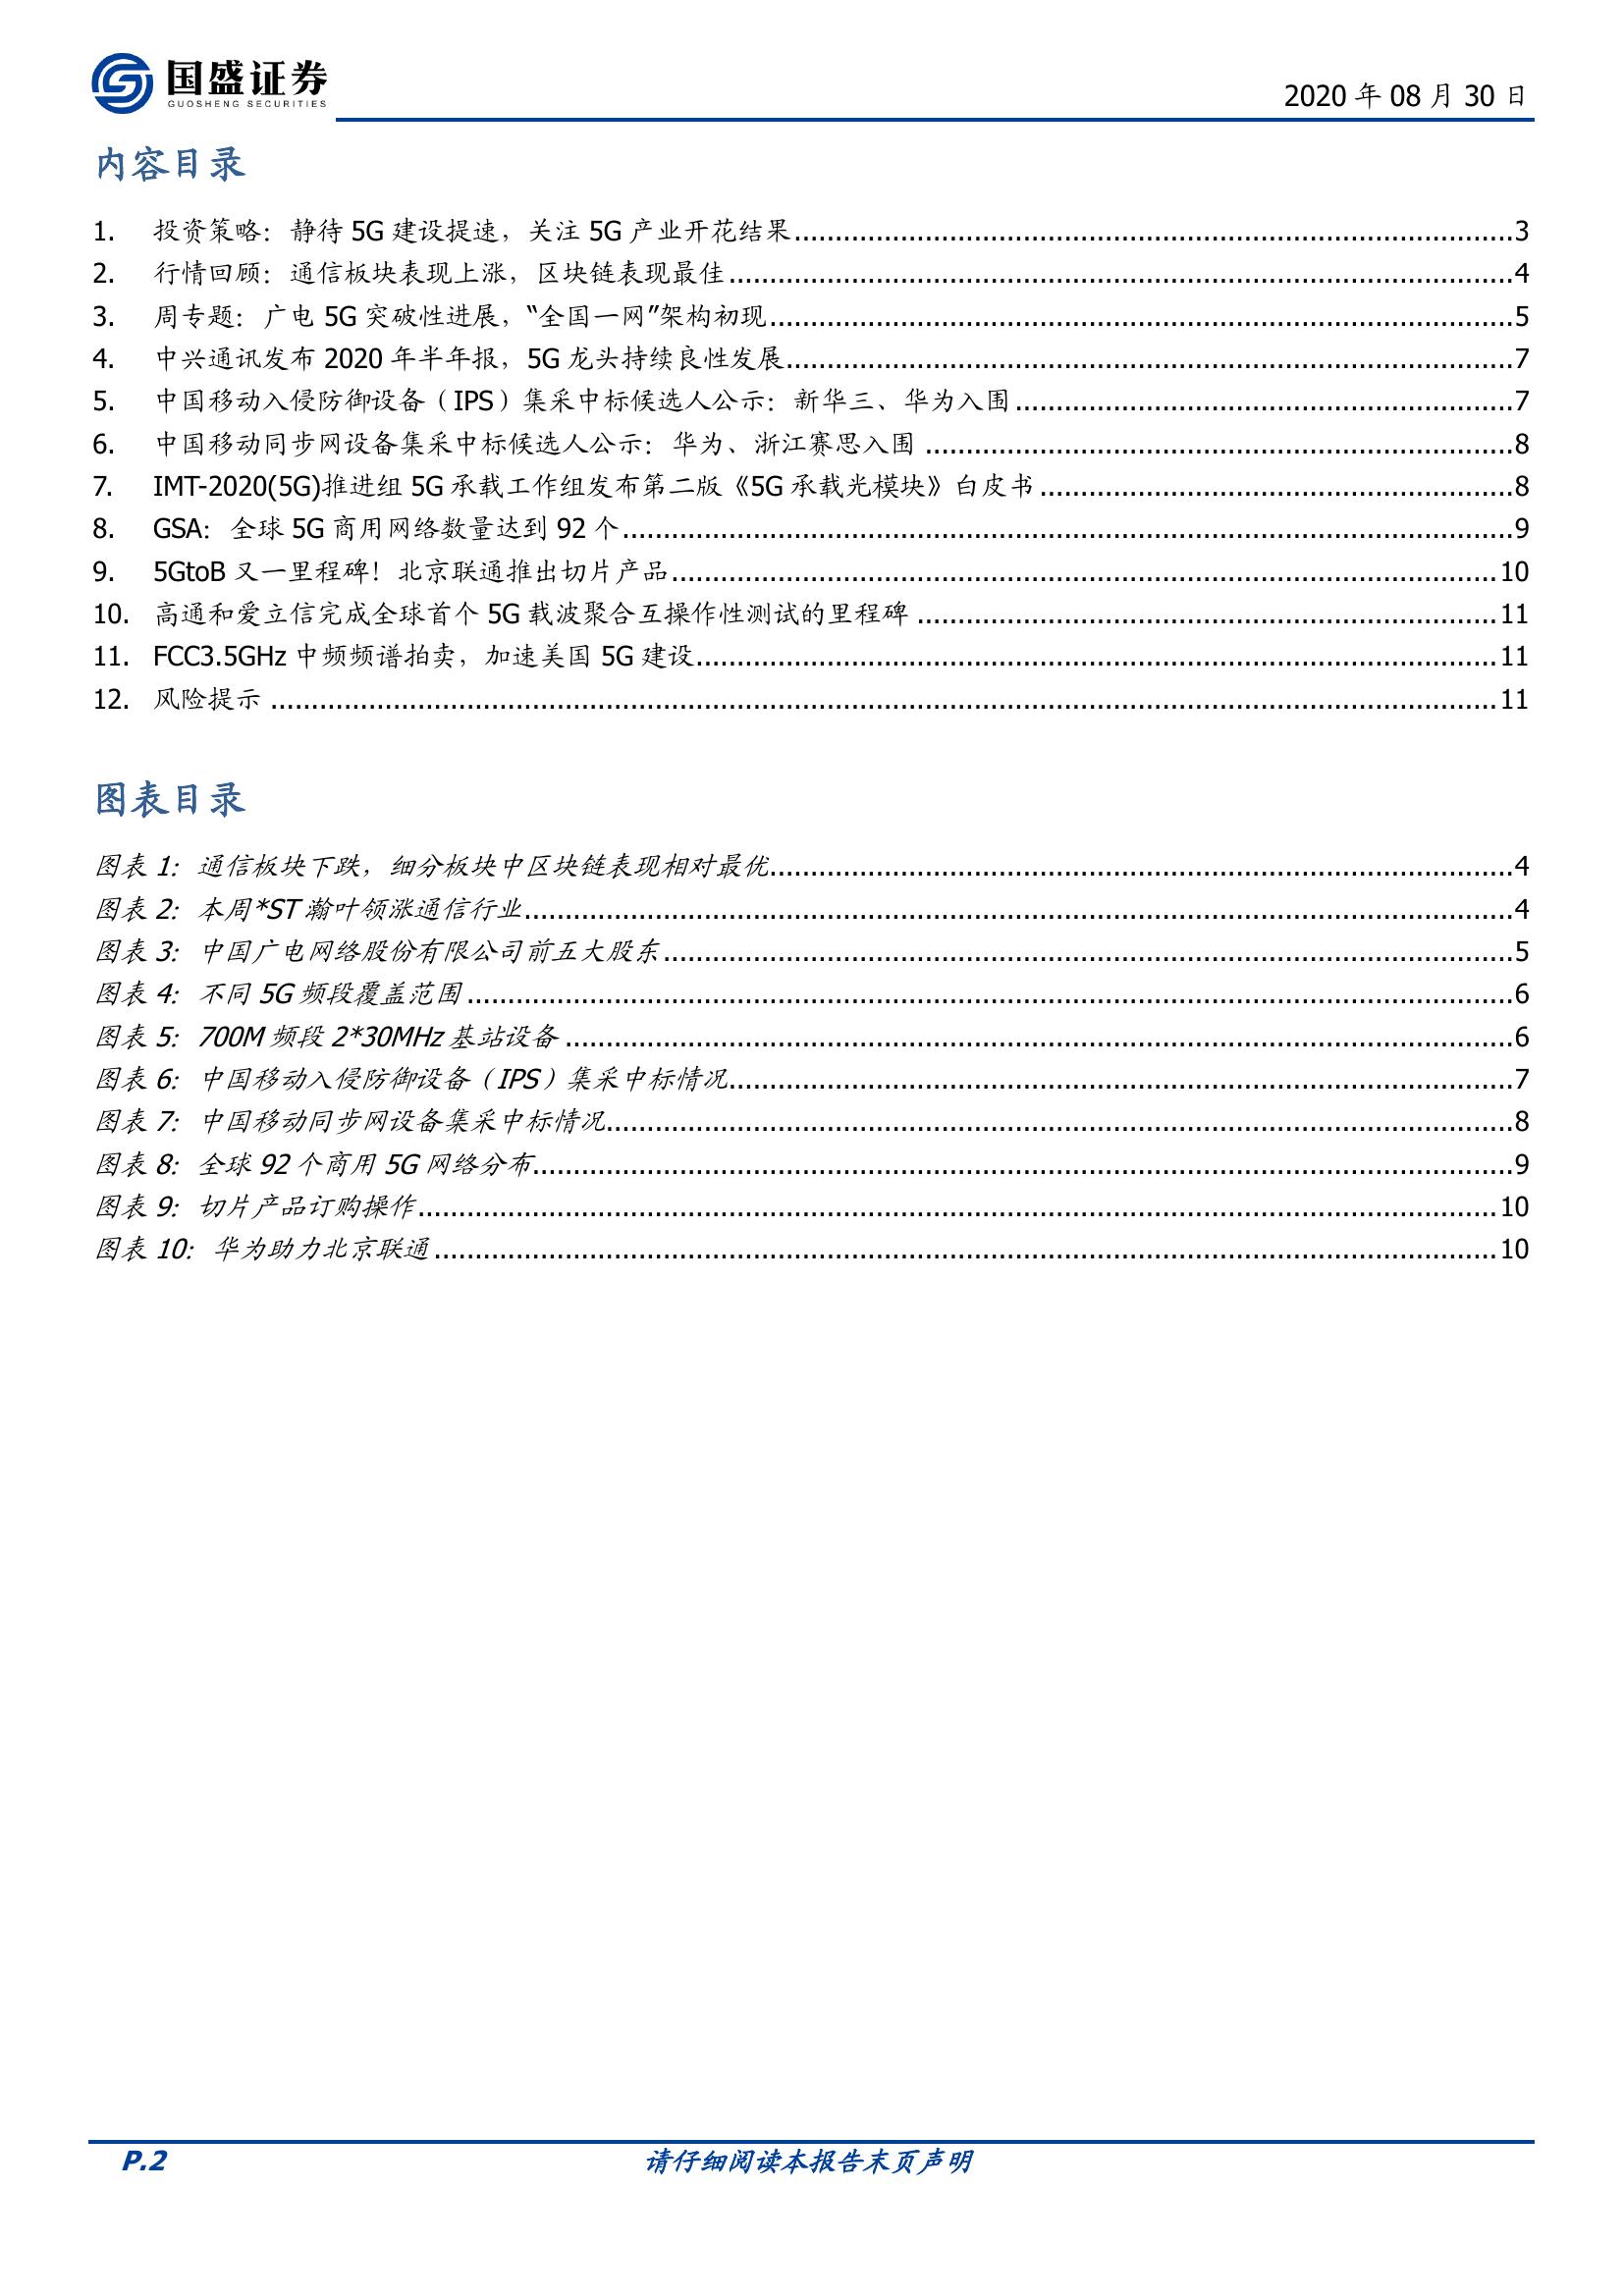 国盛证券
GUOSHENG SECURITIES
2020 年 08 月 30 日
内容目录
1. 投资策略：静待 5G 建设提速，关注 5G 产业开花结果 3
2. 行情回顾：通信板块表现上涨，区块链表现最佳 4
3. 周专题：广电 5G 突破性进展，“全国一网”架构初现 5
4. 中兴通讯发布 2020 年半年报，5G 龙头持续良性发展 7
5. 中国移动入侵防御设备（IPS）集采中标候选人公示：新华三、华为入围 7
6. 中国移动同步网设备集采中标候选人公示：华为、浙江赛思入围 8
7. IMT-2020(5G)推进组 5G 承载工作组发布第二版《5G 承载光模块》白皮书 8
8. GSA：全球 5G 商用网络数量达到 92 个 9
9. 5GtoB 又一里程碑！北京联通推出切片产品 10
10. 高通和爱立信完成全球首个 5G 载波聚合互操作性测试的里程碑 11
11. FCC3.5GHz 中频频谱拍卖，加速美国 5G 建设 11
12. 风险提示 11
图表目录
图表 1：通信板块下跌，细分板块中区块链表现相对最优 4
图表 2：本周*ST 瀚叶领涨通信行业 4
图表 3：中国广电网络股份有限公司前五大股东 5
图表 4：不同 5G 频段覆盖范围 6
图表 5：700M 频段 2*30MHz 基站设备 6
图表 6：中国移动入侵防御设备（IPS）集采中标情况 7
图表 7：中国移动同步网设备集采中标情况 8
图表 8：全球 92 个商用 5G 网络分布 9
图表 9：切片产品订购操作 10
图表 10：华为助力北京联通 10
P.2 请仔细阅读本报告末页声明